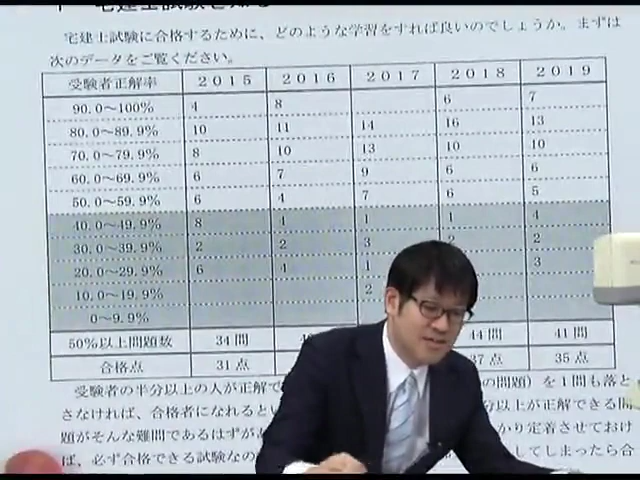 宅建士試験に合格するために、どのような学習をすれば良いのでしょうか。まずは
次のデータをご覧ください。
受験者正解率 2015 2016 2017 2018 2019
90.0〜100% 4 8 6 7
80.0〜89.9% 10 11 14 16 13
70.0〜79.9% 8 10 13 10 10
60.0〜69.9% 6 7 9 6 6
50.0〜59.9% 6 4 7 6 5
40.0〜49.9% 8 4 1 1 4
30.0〜39.9% 2 2 3 2
20.0〜29.9% 6 4 1 3
10.0〜19.9% 2
0〜9.9%
50%以上問題数 34問 44問 41問
合格点 31点 37点 35点
受験者の半分以上の人が正解で の問題）を1問も落と
さなければ、合格者になれると 分以上が正解できる問
題がそんな難問であるはずが かり定着させておけ
ば、必ず合格できる試験なの してしまったら合